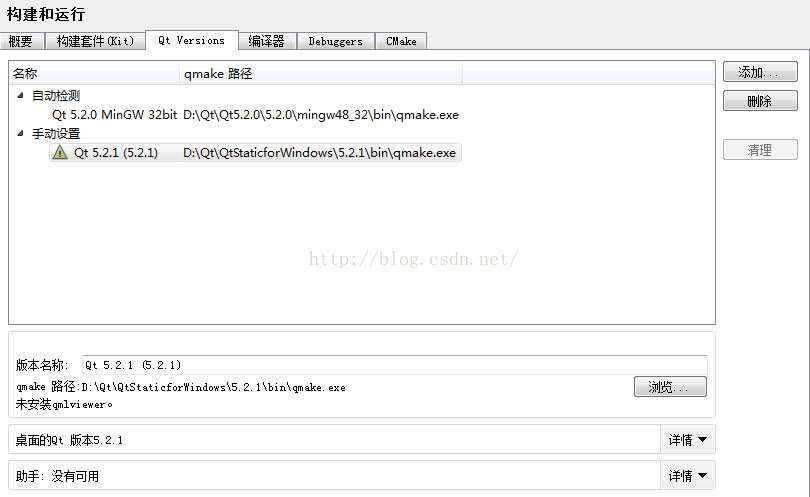 构建和运行
概要 构建套件(Kit) Qt Versions 编译器 Debuggers CMake
名称 qmake 路径
添加...
自动检测
删除
Qt 5.2.0 MinGW 32bit D:\Qt\Qt5.2.0\5.2.0\mingw48_32\bin\qmake.exe
手动设置
Qt 5.2.1 (5.2.1) D:\Qt\QtStaticforWindows\5.2.1\bin\qmake.exe
清理
http://blog.csdn.net/
版本名称: Qt 5.2.1 (5.2.1)
qmake 路径:D:\Qt\QtStaticforWindows\5.2.1\bin\qmake.exe 浏览...
未安装qmlviewer。
桌面的Qt 版本5.2.1 详情
助手: 没有可用 详情